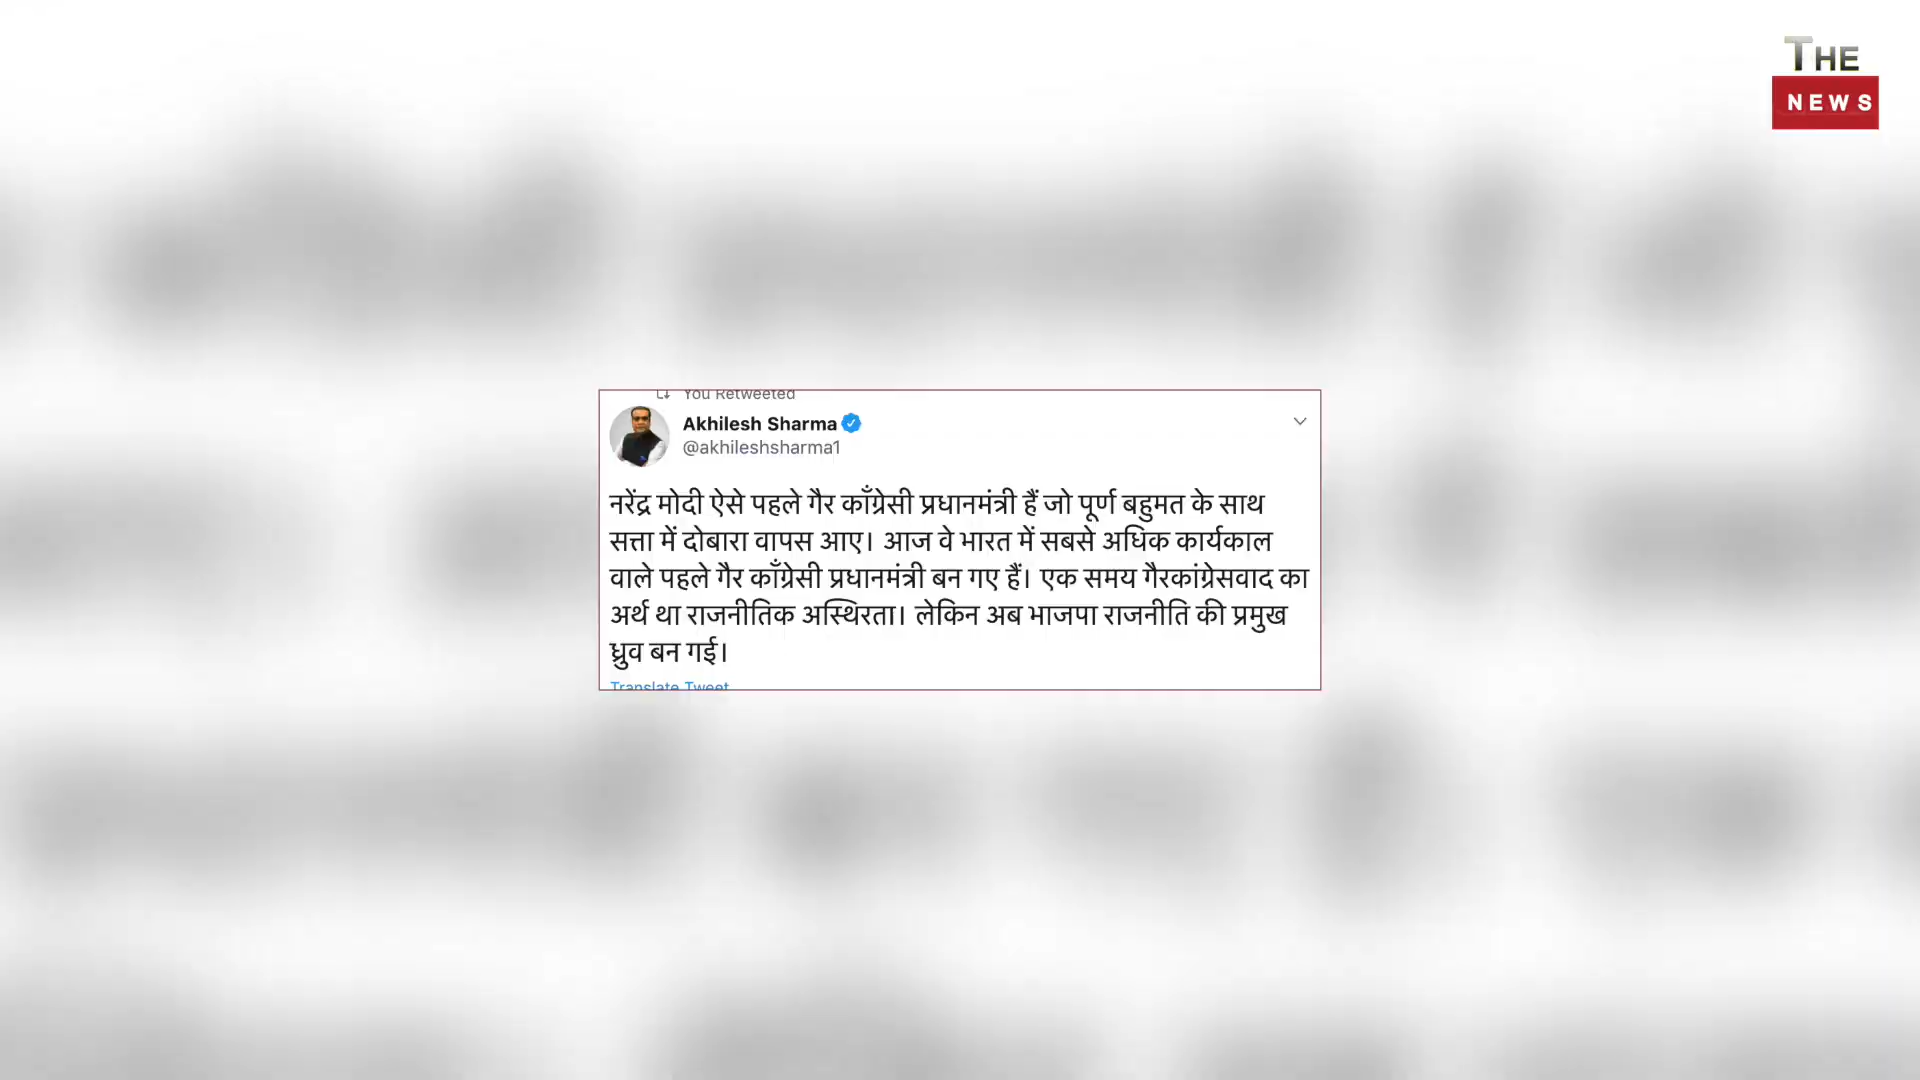 THE
NEWS
You Retweeted
Akhilesh Sharma
@akhileshsharma1
नरेंद्र मोदी ऐसे पहले गैर काँग्रेसी प्रधानमंत्री हैं जो पूर्ण बहुमत के साथ
सत्ता में दोबारा वापस आए। आज वे भारत में सबसे अधिक कार्यकाल
वाले पहले गैर काँग्रेसी प्रधानमंत्री बन गए हैं। एक समय गैरकांग्रेसवाद का
अर्थ था राजनीतिक अस्थिरता। लेकिन अब भाजपा राजनीति की प्रमुख
ध्रुव बन गई।
Translate Tweet